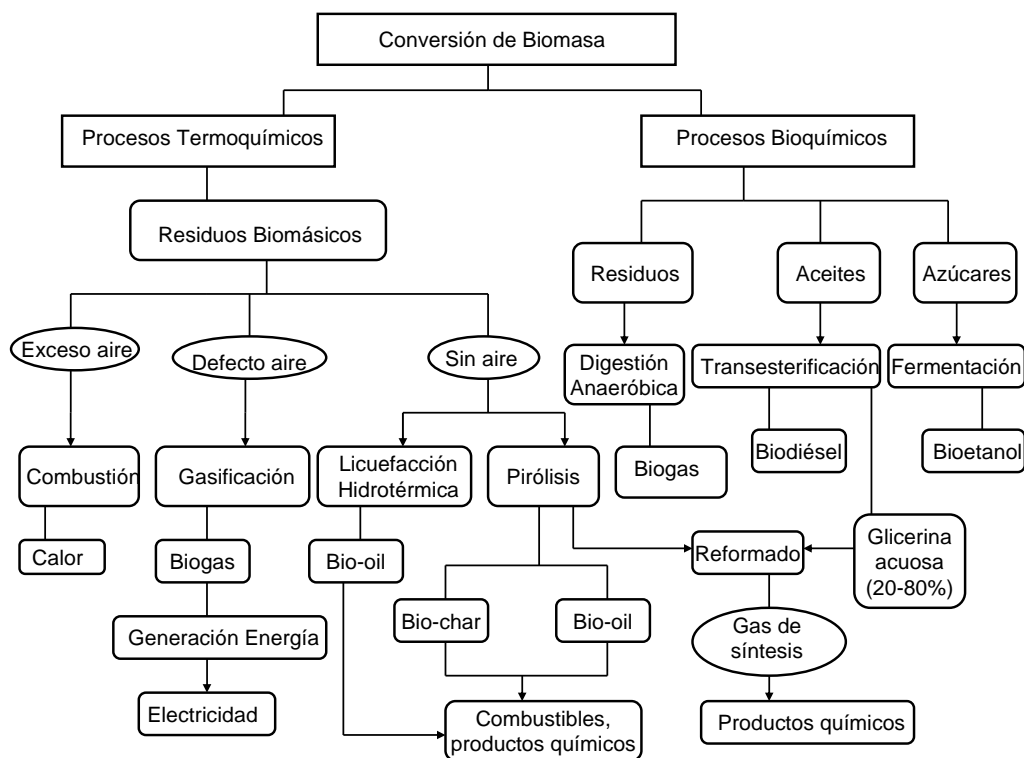 Conversión de Biomasa
Procesos Termoquímicos
Procesos Bioquímicos
Residuos Biomásicos
Residuos
Aceites
Azúcares
Exceso aire
Defecto aire
Sin aire
Digestión
Anaeróbica
Transesterificación
Fermentación
Combustión
Gasificación
Licuefacción
Hidrotérmica
Pirólisis
Biogas
Biodiésel
Bioetanol
Calor
Biogas
Bio-oil
Reformado
Glicerina
acuosa
(20-80%)
Generación Energía
Bio-char
Bio-oil
Gas de
síntesis
Electricidad
Combustibles,
productos químicos
Productos químicos